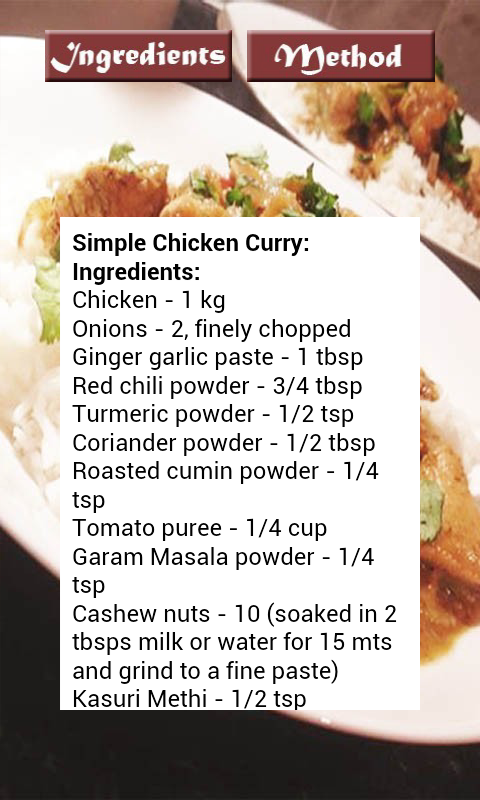 Ingredients
Method
Simple Chicken Curry:
Ingredients:
Chicken - 1 kg
Onions - 2, finely chopped
Ginger garlic paste - 1 tbsp
Red chili powder - 3/4 tbsp
Turmeric powder - 1/2 tsp
Coriander powder - 1/2 tbsp
Roasted cumin powder - 1/4
tsp
Tomato puree - 1/4 cup
Garam Masala powder - 1/4
tsp
Cashew nuts - 10 (soaked in 2
tbsps milk or water for 15 mts
and grind to a fine paste)
Kasuri Methi - 1/2 tsp